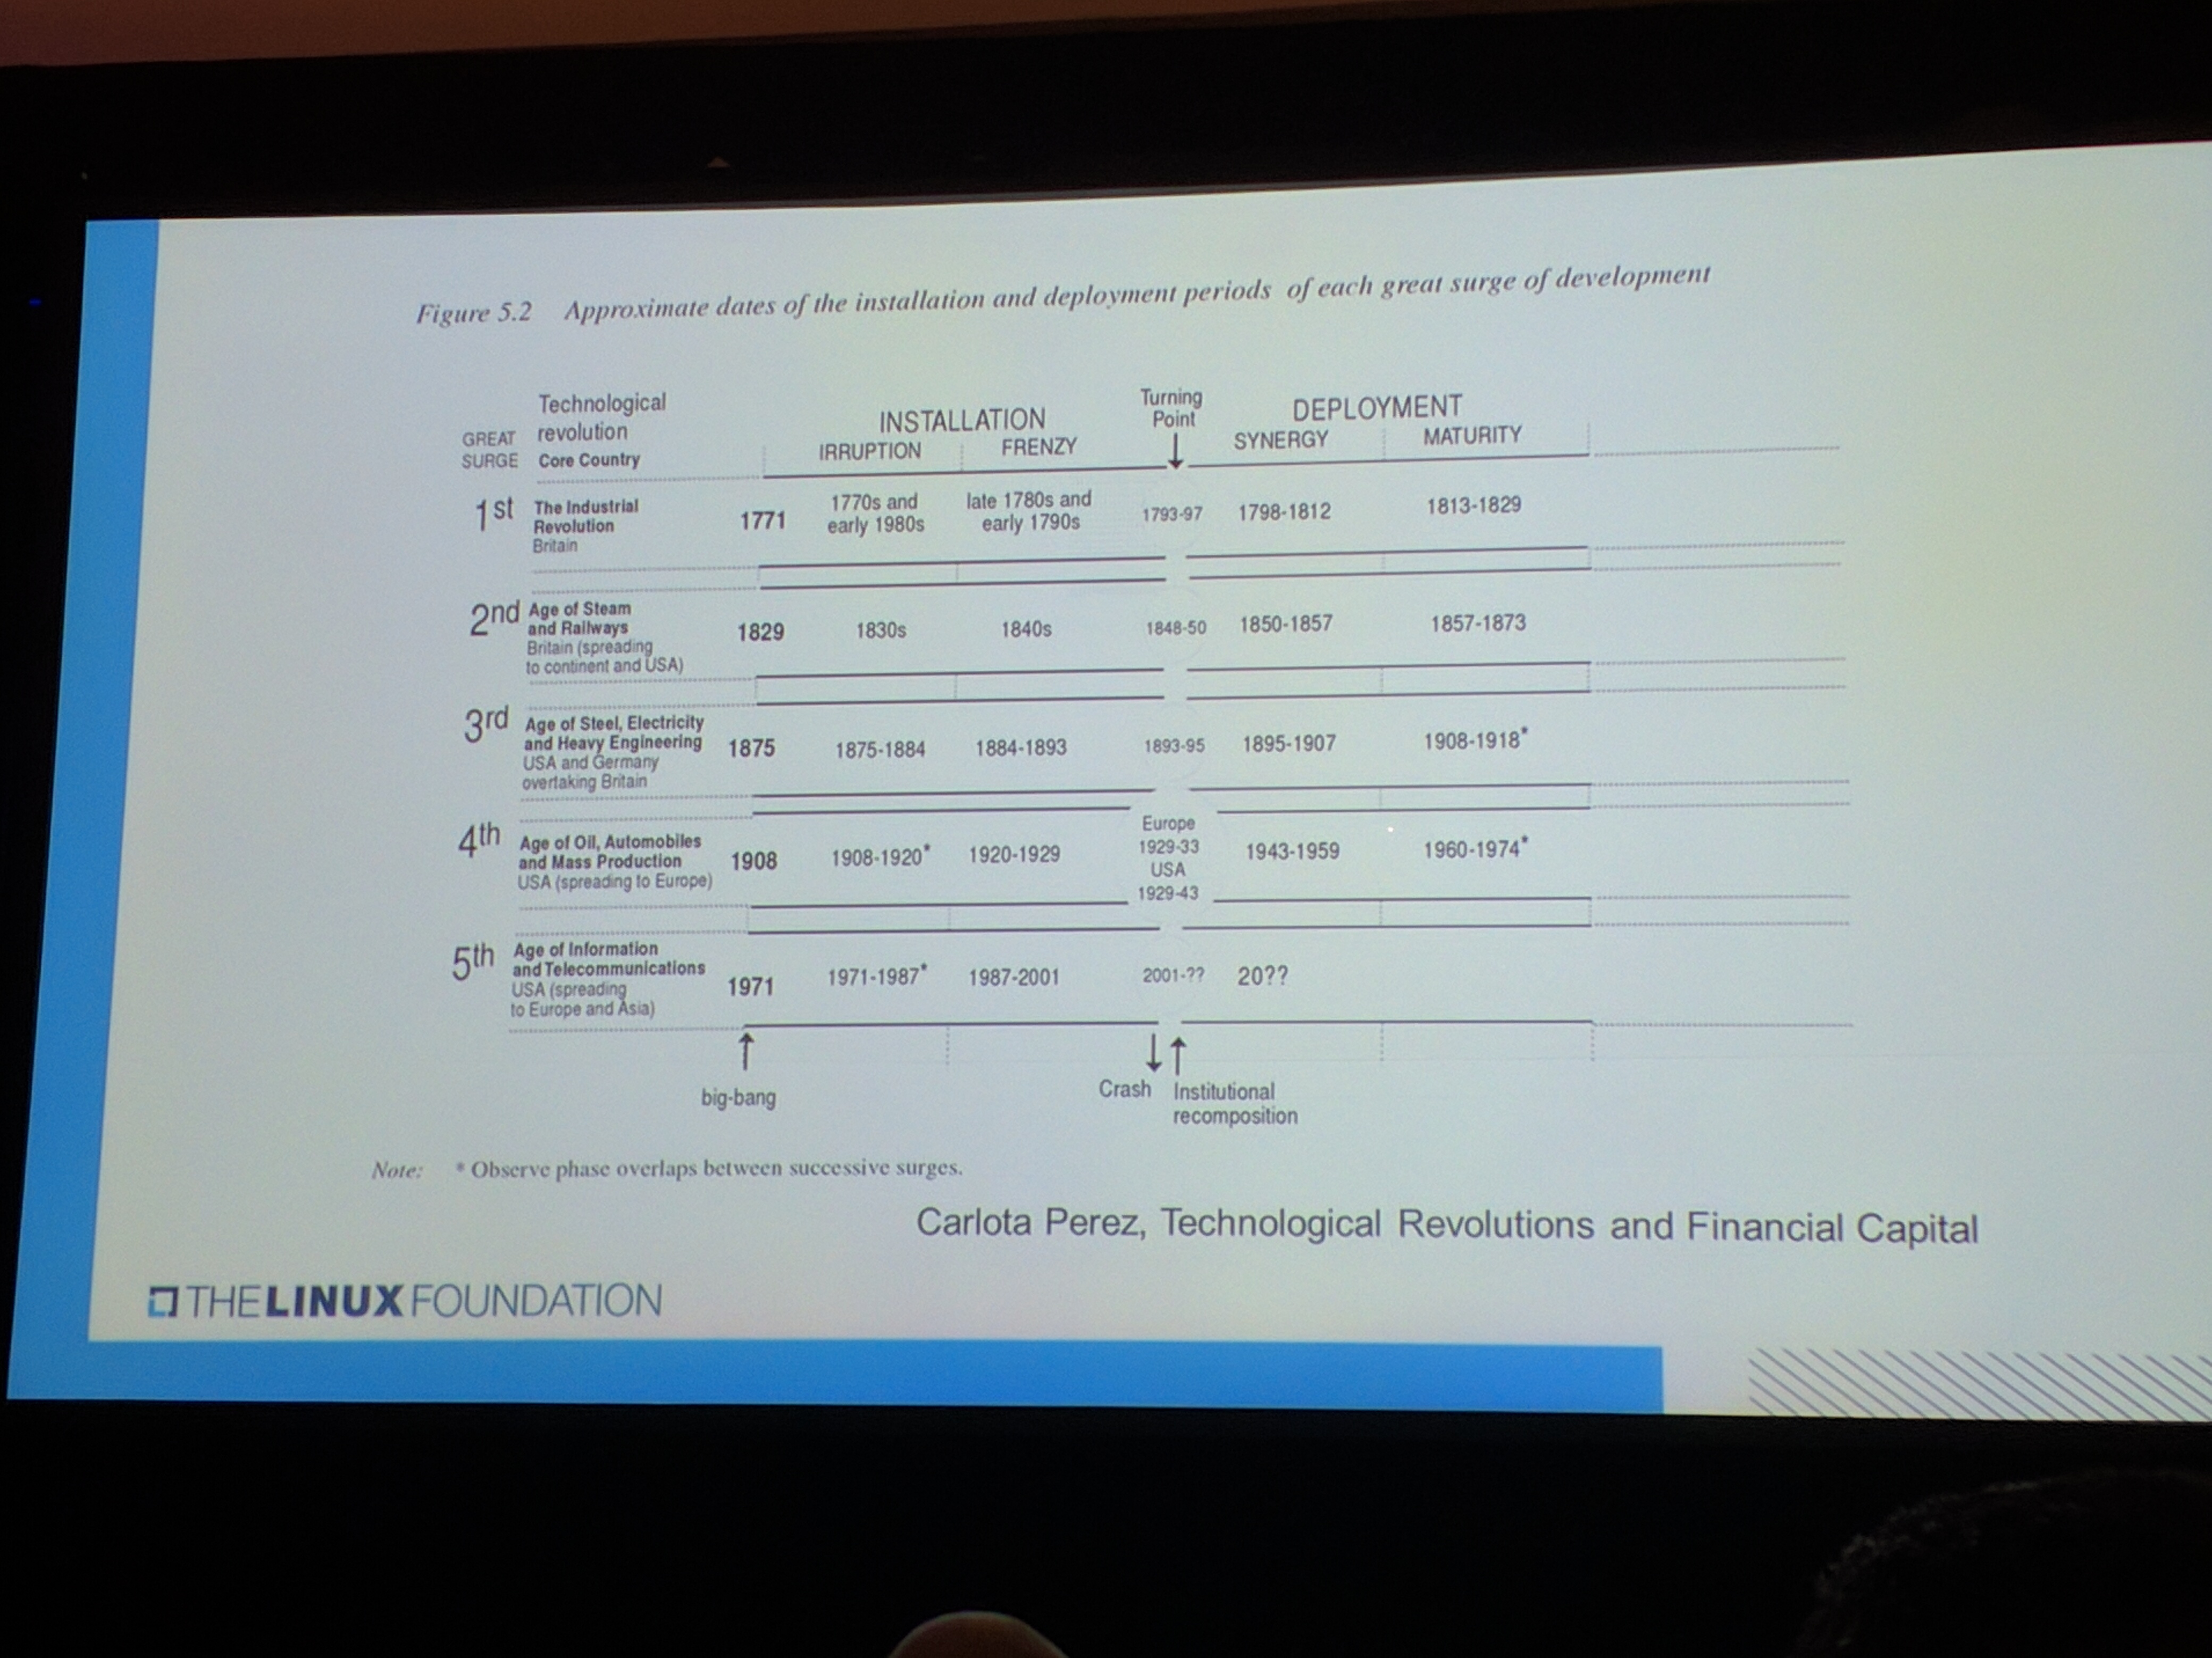 Figure 5.2 Approximate dates of the installation and deployment periods of each great surge of development
GREAT
SURGE
Technological
revolution
Core Country
INSTALLATION
IRRUPTION FRENZY
Turning
Point
DEPLOYMENT
SYNERGY MATURITY
1st
The Industrial
Revolution
Britain
1771
1770s and
early 1980s
late 1780s and
early 1790s
1793-97
1798-1812
1813-1829
2nd
Age of Steam
and Railways
Britain (spreading
to continent and USA)
1829
1830s
1840s
1848-50
1850-1857
1857-1873
3rd
Age of Steel, Electricity
and Heavy Engineering
USA and Germany
overtaking Britain
1875
1875-1884
1884-1893
1893-95
1895-1907
1908-1918*
4th
Age of Oil, Automobiles
and Mass Production
USA (spreading to Europe)
1908
1908-1920*
1920-1929
Europe
1929-33
USA
1929-43
1943-1959
1960-1974*
5th
Age of Information
and Telecommunications
USA (spreading
to Europe and Asia)
1971
1971-1987*
1987-2001
2001-??
20??
big-bang
Crash
Institutional
recomposition
Note: * Observe phase overlaps between successive surges.
Carlota Perez, Technological Revolutions and Financial Capital
THE LINUX FOUNDATION